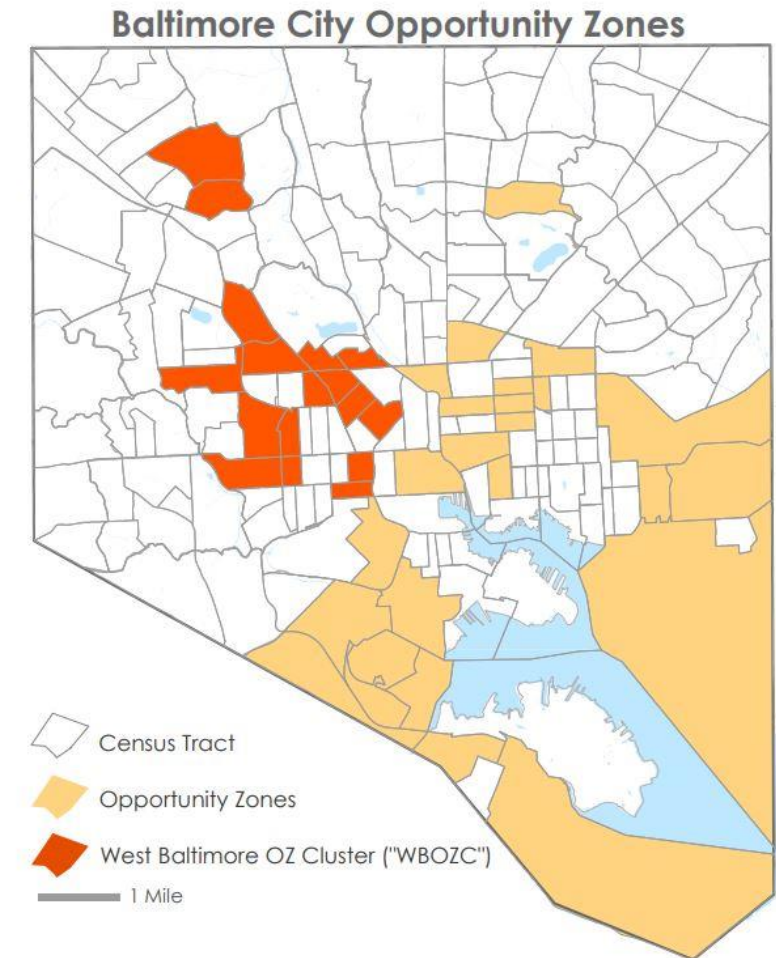 Baltimore City Opportunity Zones
Census Tract
Opportunity Zones
West Baltimore OZ Cluster ("WBOZC")
1 Mile